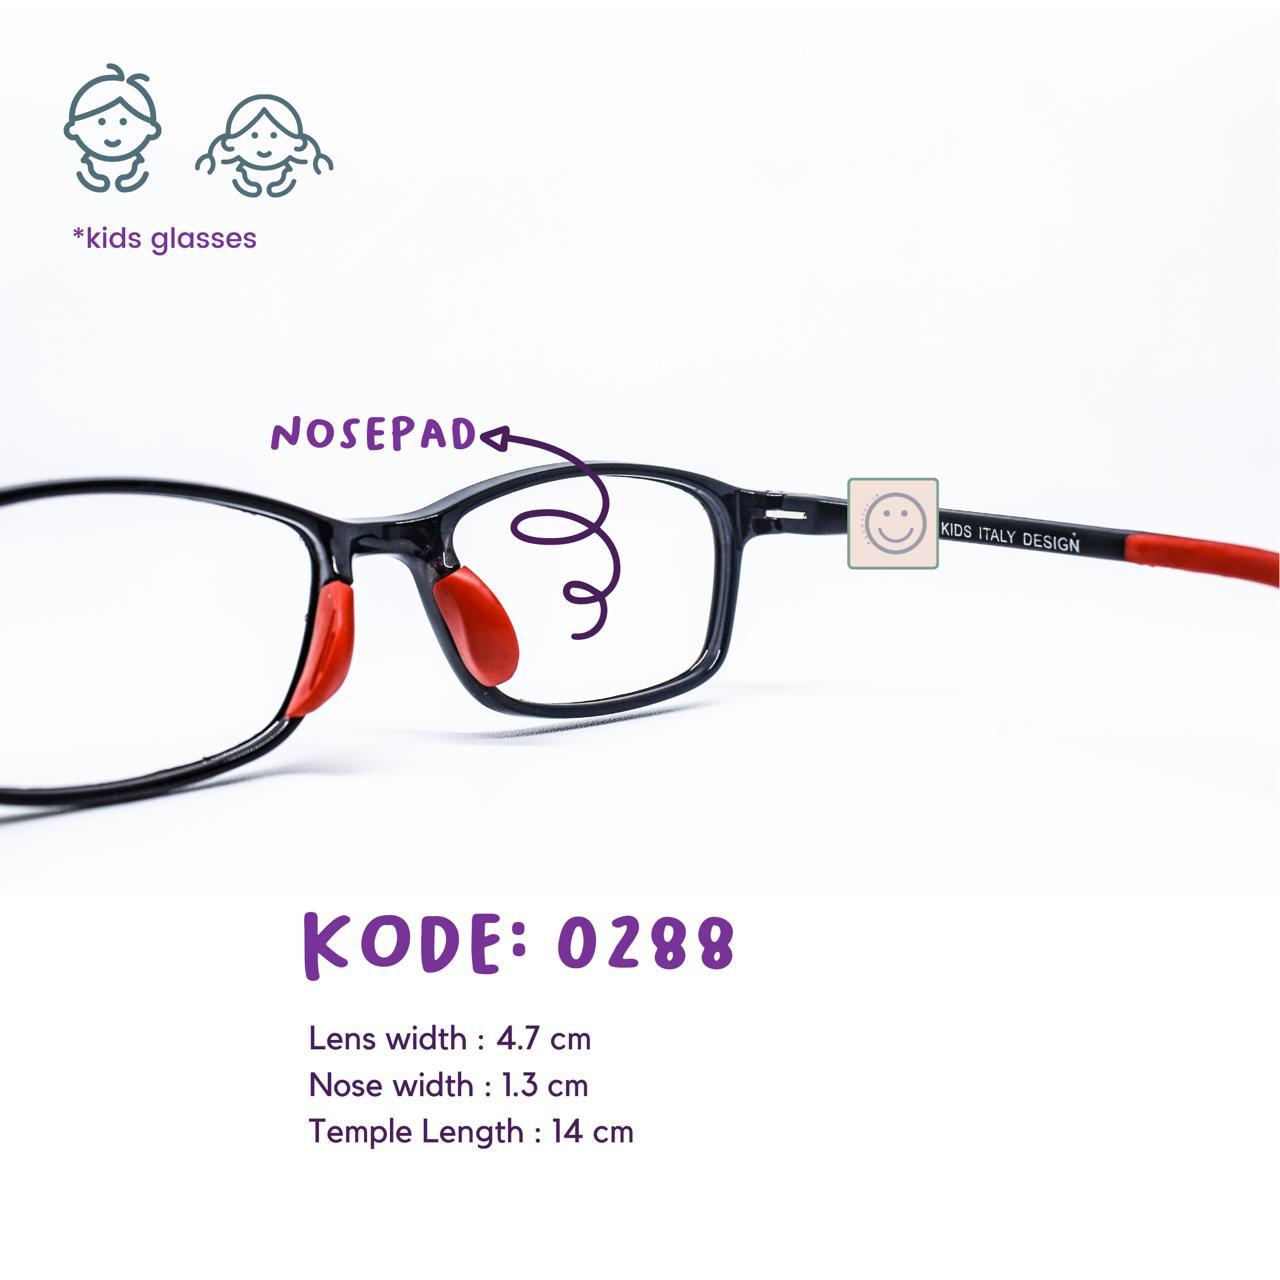 *kids glasses
NOSEPAD
KIDS ITALY DESIGN
KODE: 0288
Lens width : 4.7 cm
Nose width : 1.3 cm
Temple Length : 14 cm